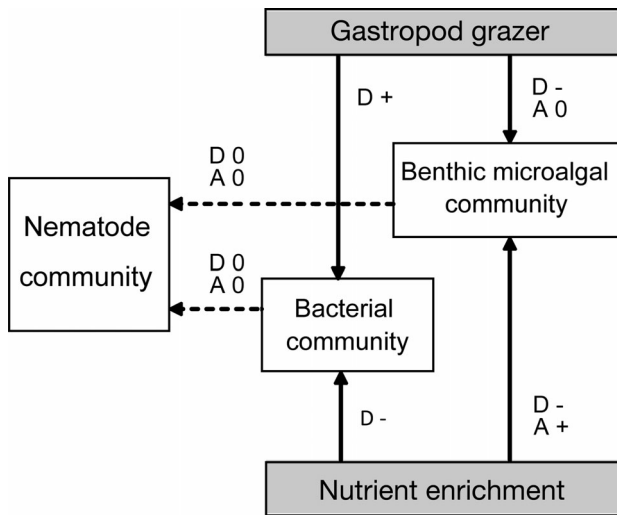 Gastropod grazer
D +
D -
A 0
D 0
A 0
Benthic microalgal
community
Nematode
community
D 0
A 0
Bacterial
community
D -
D -
A +
Nutrient enrichment